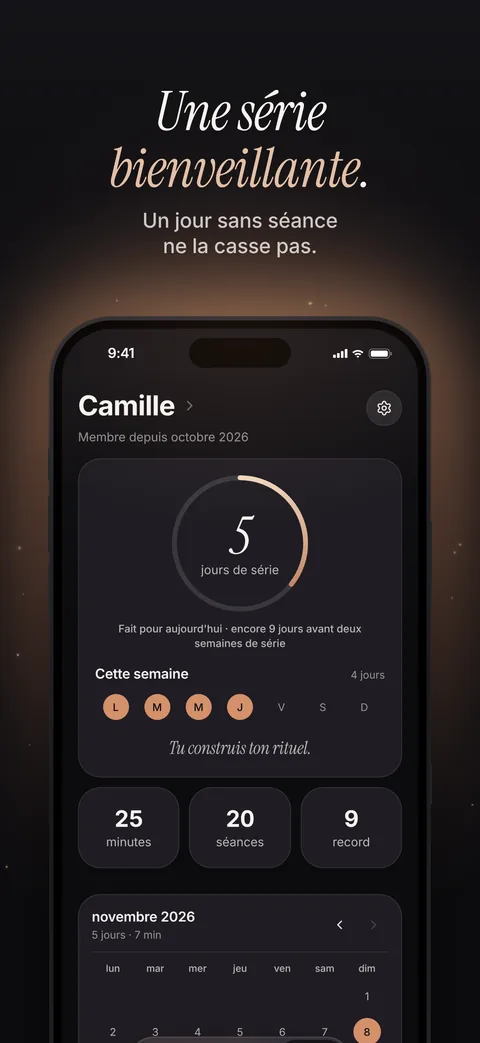 Une série
bienveillante.
Un jour sans séance
ne la casse pas.
9:41
Camille
Membre depuis octobre 2026
5
jours de série
Fait pour aujourd'hui · encore 9 jours avant deux
semaines de série
Cette semaine 4 jours
L M M J V S D
Tu construis ton rituel.
25 20 9
minutes séances record
novembre 2026
5 jours · 7 min
lun mar mer jeu ven sam dim
1
2 3 4 5 6 7 8